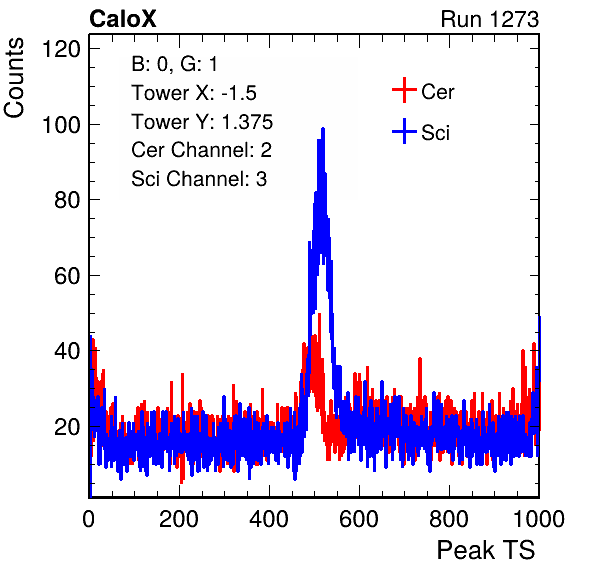 CaloX Run 1273
Counts
120
100
80
60
40
20
B: 0, G: 1
Tower X: -1.5
Tower Y: 1.375
Cer Channel: 2
Sci Channel: 3
Cer
Sci
0 200 400 600 800 1000
Peak TS